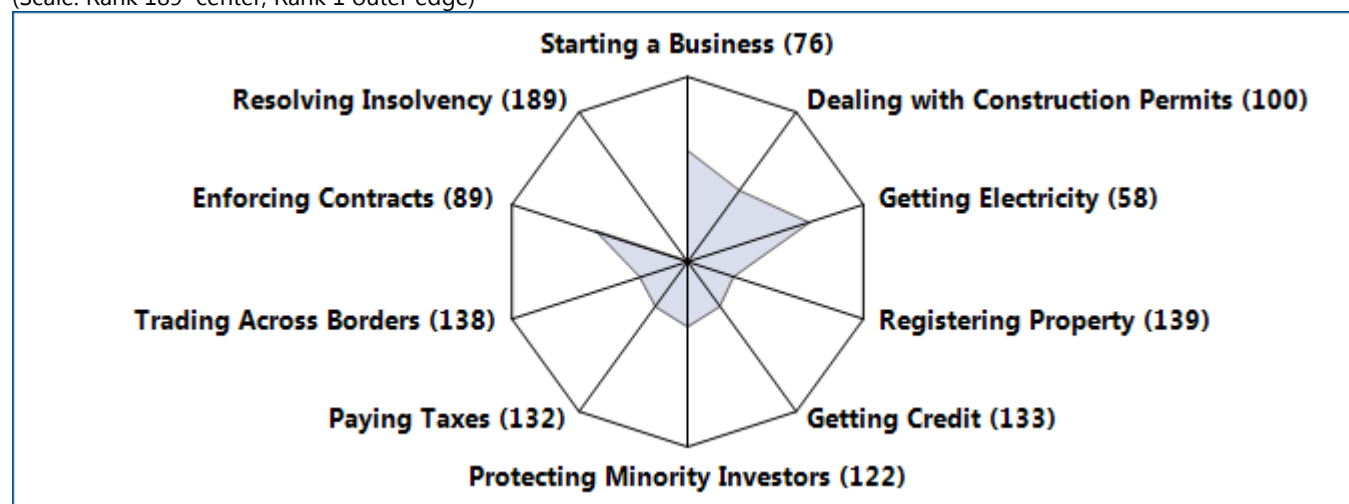 (Scale: Rank 189 center, Rank 1 outer edge)
Starting a Business (76)
Resolving Insolvency (189)
Dealing with Construction Permits (100)
Enforcing Contracts (89)
Getting Electricity (58)
Trading Across Borders (138)
Registering Property (139)
Paying Taxes (132)
Getting Credit (133)
Protecting Minority Investors (122)